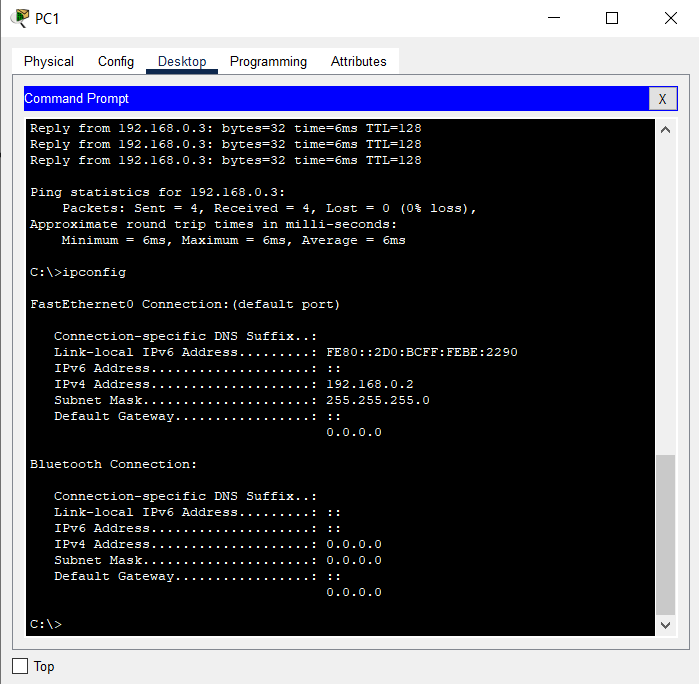 PC1
Physical Config Desktop Programming Attributes
Command Prompt X
Reply from 192.168.0.3: bytes=32 time=6ms TTL=128
Reply from 192.168.0.3: bytes=32 time=6ms TTL=128
Reply from 192.168.0.3: bytes=32 time=6ms TTL=128
Ping statistics for 192.168.0.3:
Packets: Sent = 4, Received = 4, Lost = 0 (0% loss),
Approximate round trip times in milli-seconds:
Minimum = 6ms, Maximum = 6ms, Average = 6ms
C:\>ipconfig
FastEthernet0 Connection:(default port)
Connection-specific DNS Suffix..:
Link-local IPv6 Address.........: FE80::2D0:BCFF:FEBE:2290
IPv6 Address....................: ::
IPv4 Address....................: 192.168.0.2
Subnet Mask.....................: 255.255.255.0
Default Gateway.................: ::
0.0.0.0
Bluetooth Connection:
Connection-specific DNS Suffix..:
Link-local IPv6 Address.........: ::
IPv6 Address....................: ::
IPv4 Address....................: 0.0.0.0
Subnet Mask.....................: 0.0.0.0
Default Gateway.................: ::
0.0.0.0
C:\>
Top